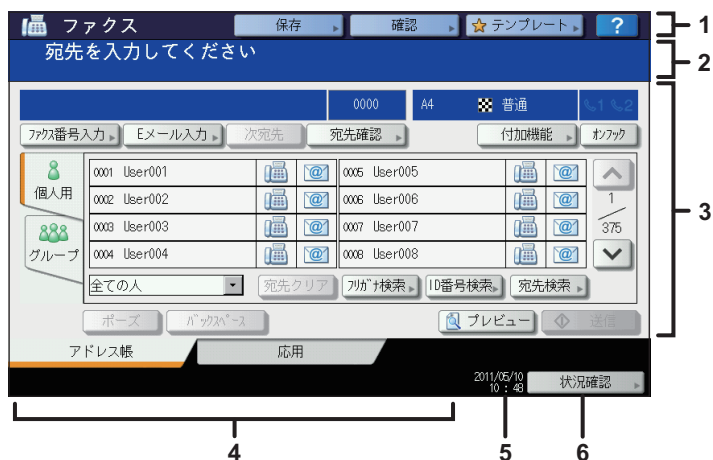 ファクス 保存 確認 テンプレート ? 1
宛先を入力してください 2
0000 A4 普通 1 2
ファクス番号入力 Eメール入力 次宛先 宛先確認 付加機能 オンフック
個人用 0001 User001 0005 User005
0002 User002 0006 User006 1
グループ 0003 User003 0007 User007 375 3
0004 User004 0008 User008
全ての人 宛先クリア フリガナ検索 ID番号検索 宛先検索
ポーズ バックスペース プレビュー 送信
アドレス帳 応用
2011/05/10
10:48 状況確認
4 5 6